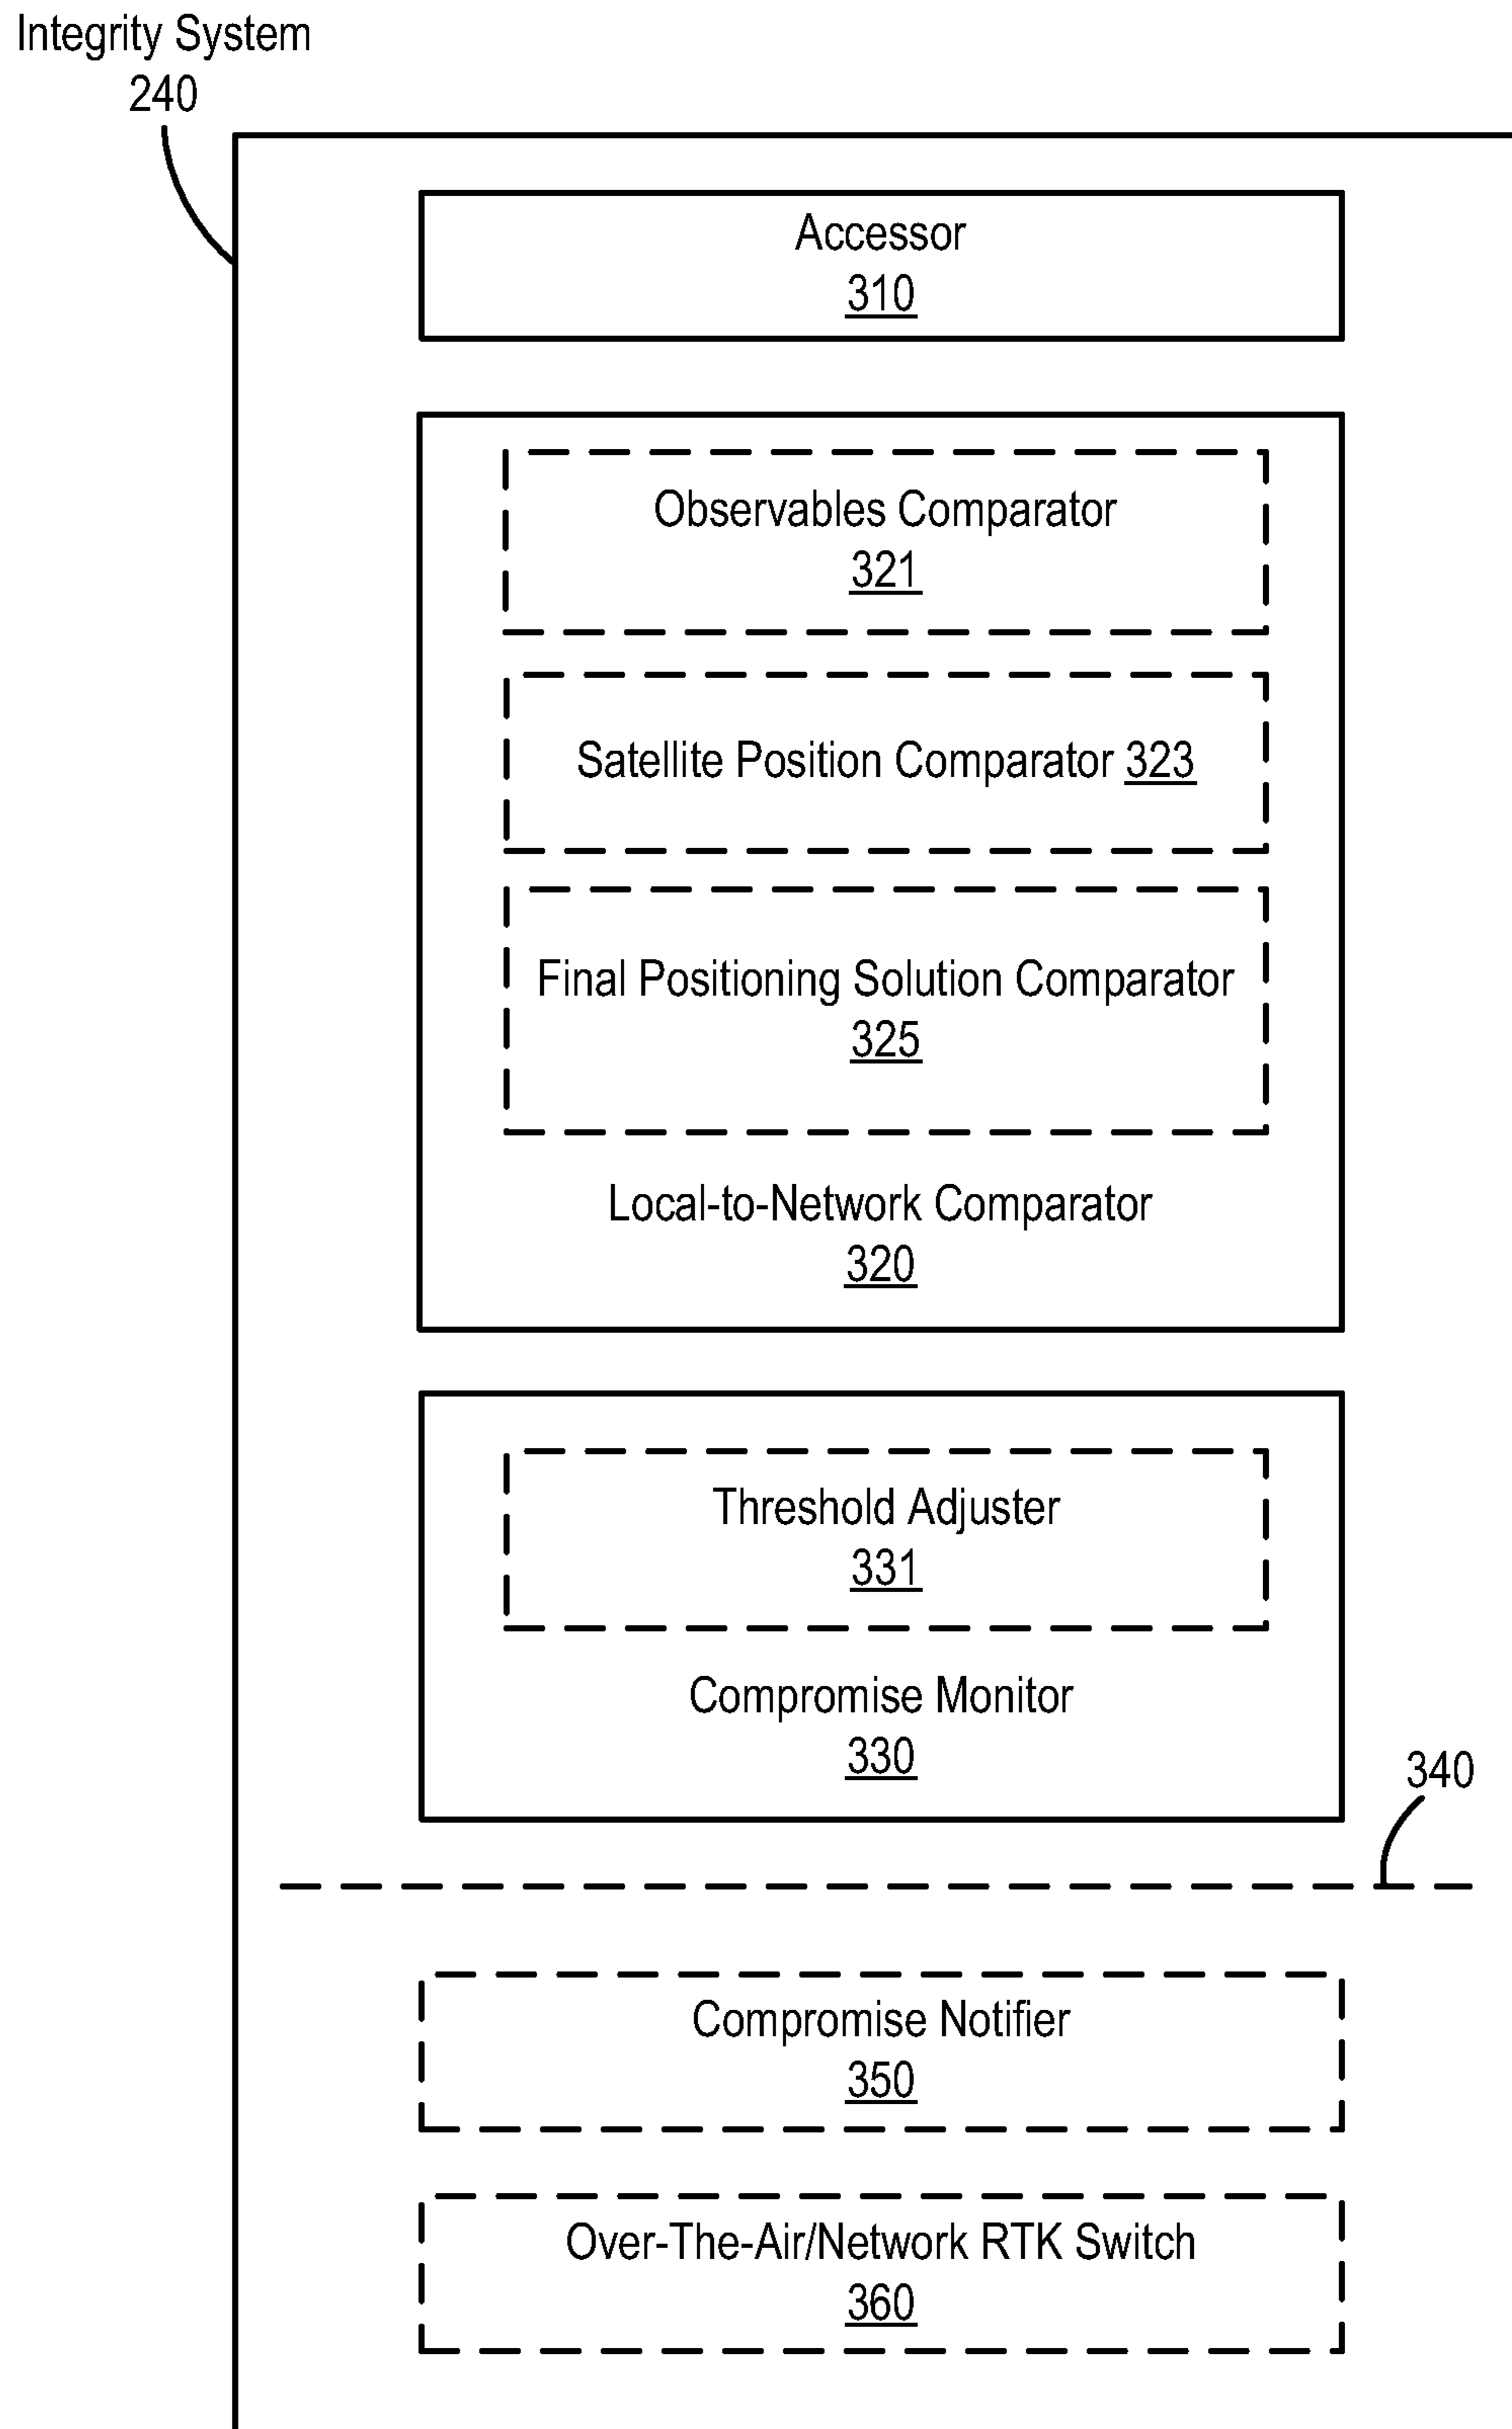 Integrity System
240
Accessor
310
Observables Comparator
321
Satellite Position Comparator 323
Final Positioning Solution Comparator
325
Local-to-Network Comparator
320
Threshold Adjuster
331
Compromise Monitor
330
340
Compromise Notifier
350
Over-The-Air/Network RTK Switch
360